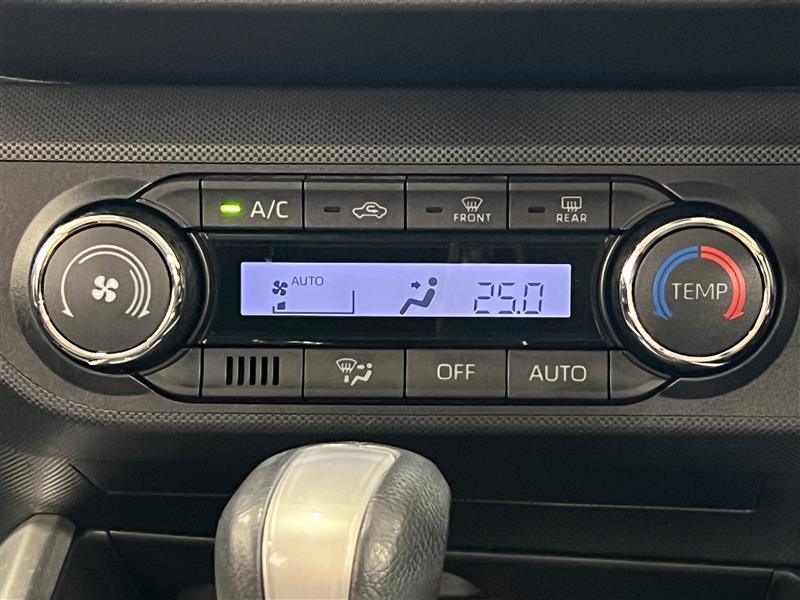 A/C
FRONT
REAR
AUTO
25.0
TEMP
OFF
AUTO